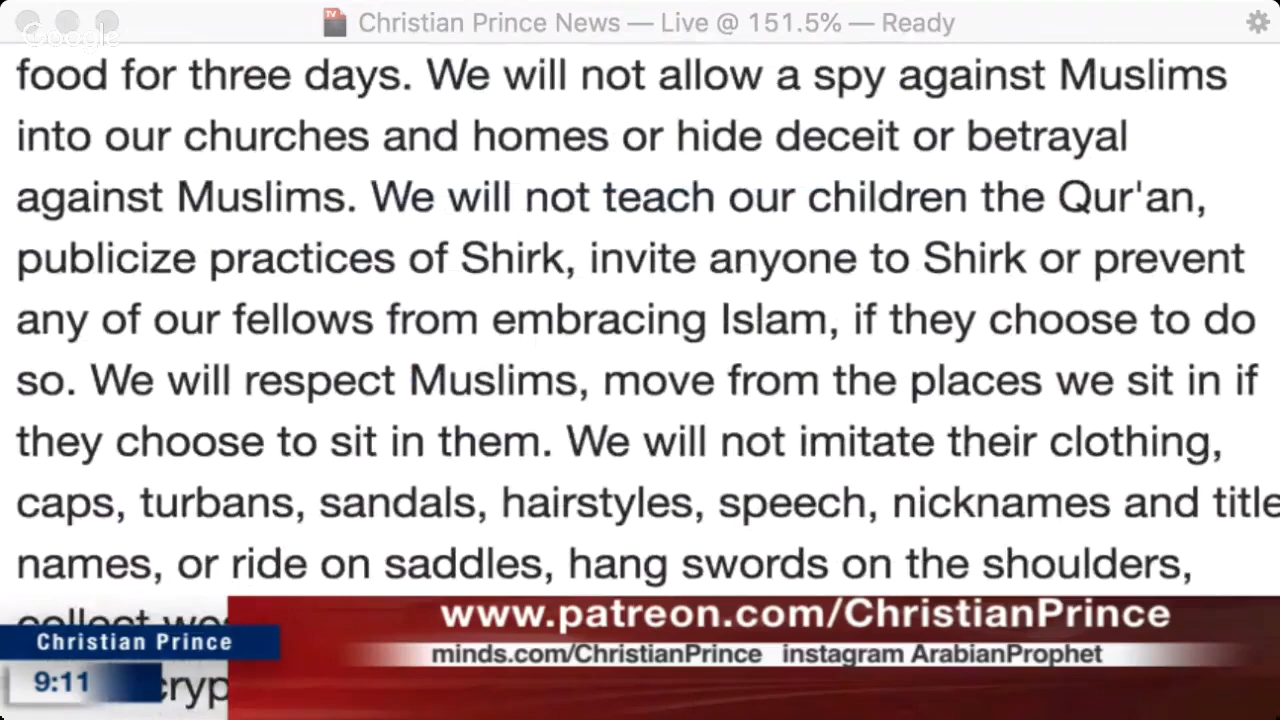 Christian Prince News — Live @ 151.5% — Ready
Google
food for three days. We will not allow a spy against Muslims
into our churches and homes or hide deceit or betrayal
against Muslims. We will not teach our children the Qur'an,
publicize practices of Shirk, invite anyone to Shirk or prevent
any of our fellows from embracing Islam, if they choose to do
so. We will respect Muslims, move from the places we sit in if
they choose to sit in them. We will not imitate their clothing,
caps, turbans, sandals, hairstyles, speech, nicknames and title
names, or ride on saddles, hang swords on the shoulders,
collect
www.patreon.com/ChristianPrince
Christian Prince
minds.com/ChristianPrince instagram ArabianProphet
9:11